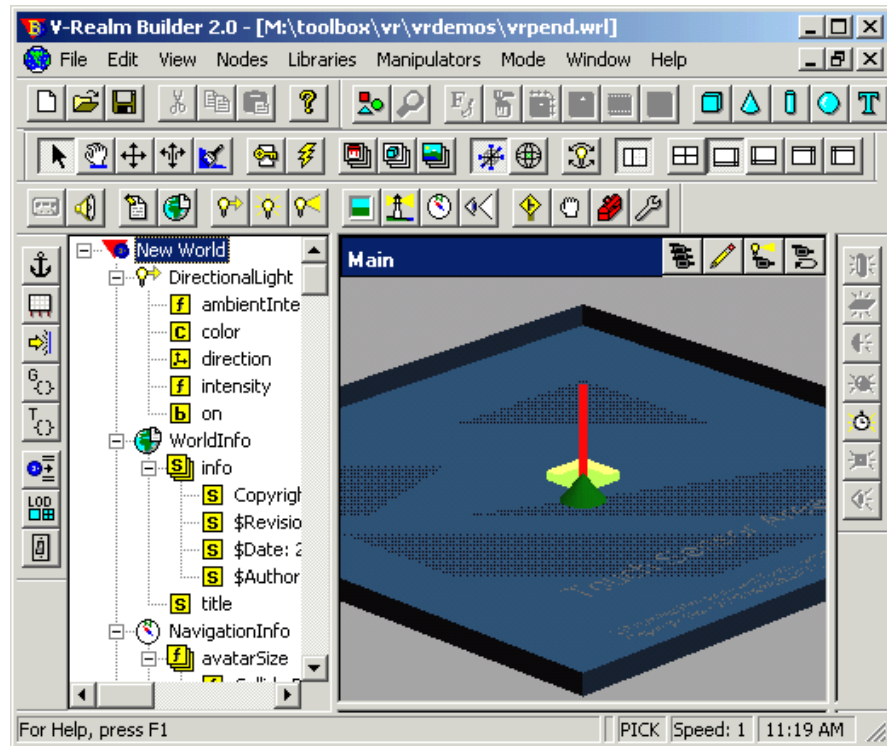 V-Realm Builder 2.0 - [M:\toolbox\vr\vrdemos\vrpend.wrl]
File Edit View Nodes Libraries Manipulators Mode Window Help
New World
Main
DirectionalLight
f ambientInte
C color
direction
f intensity
b on
WorldInfo
S info
S Copyrigh
S $Revisio
S $Date: 2
S $Author
S title
NavigationInfo
f avatarSize
G{}
T{}
LOD
TouchSensor
For Help, press F1
PICK Speed: 1 11:19 AM